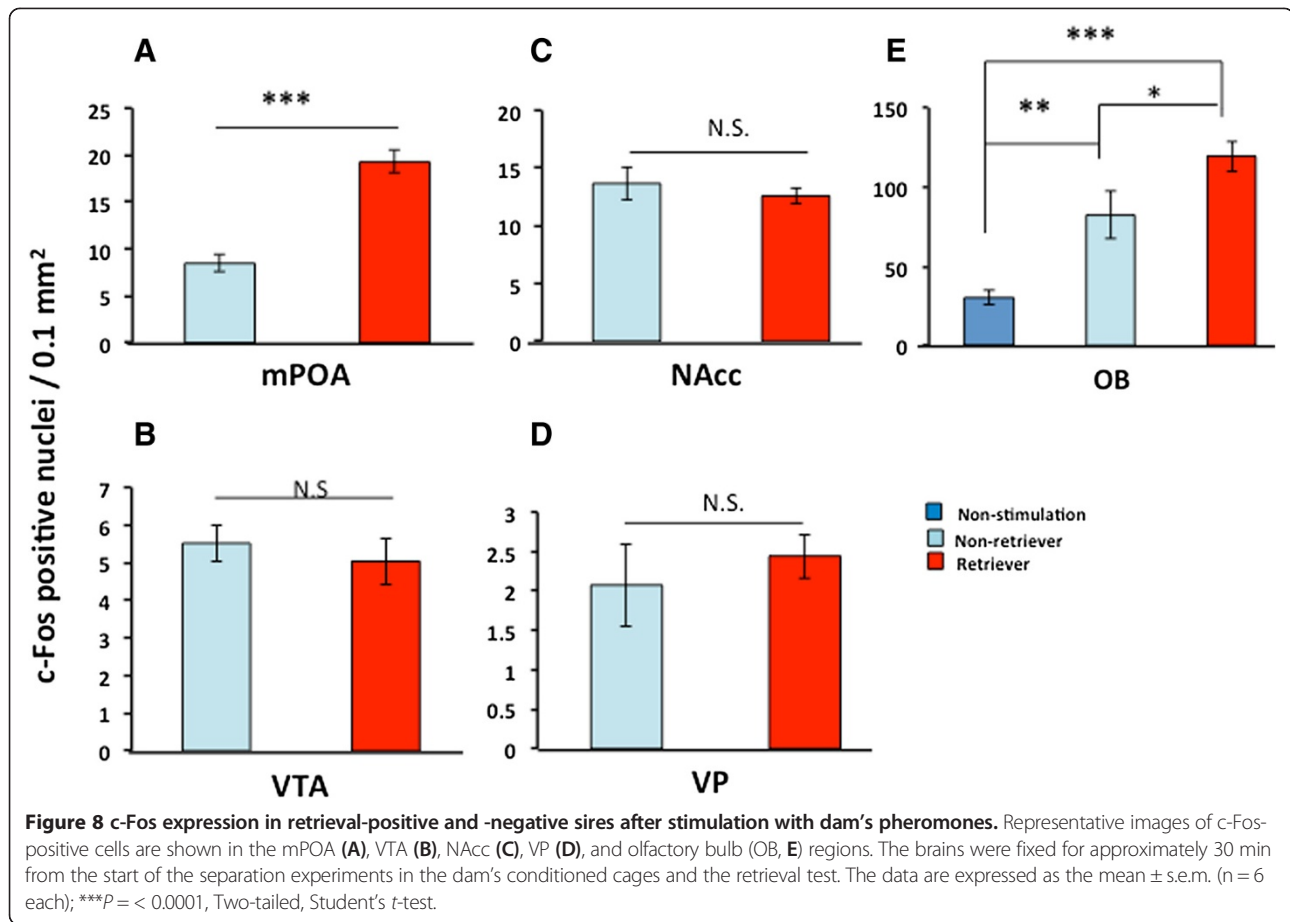 A
***
25
20
15
10
5
0
mPOA
C
N.S.
20
15
10
5
0
NAcc
E
***
**
*
150
100
50
0
OB
c-Fos positive nuclei / 0.1 mm²
B
N.S
7
6
5
4
3
2
1
0
VTA
D
N.S.
3
2.5
2
1.5
1
0.5
0
VP
Non-stimulation
Non-retriever
Retriever
Figure 8 c-Fos expression in retrieval-positive and -negative sires after stimulation with dam's pheromones. Representative images of c-Fos-
positive cells are shown in the mPOA (A), VTA (B), NAcc (C), VP (D), and olfactory bulb (OB, E) regions. The brains were fixed for approximately 30 min
from the start of the separation experiments in the dam's conditioned cages and the retrieval test. The data are expressed as the mean ± s.e.m. (n = 6
each); ***P = < 0.0001, Two-tailed, Student's t-test.